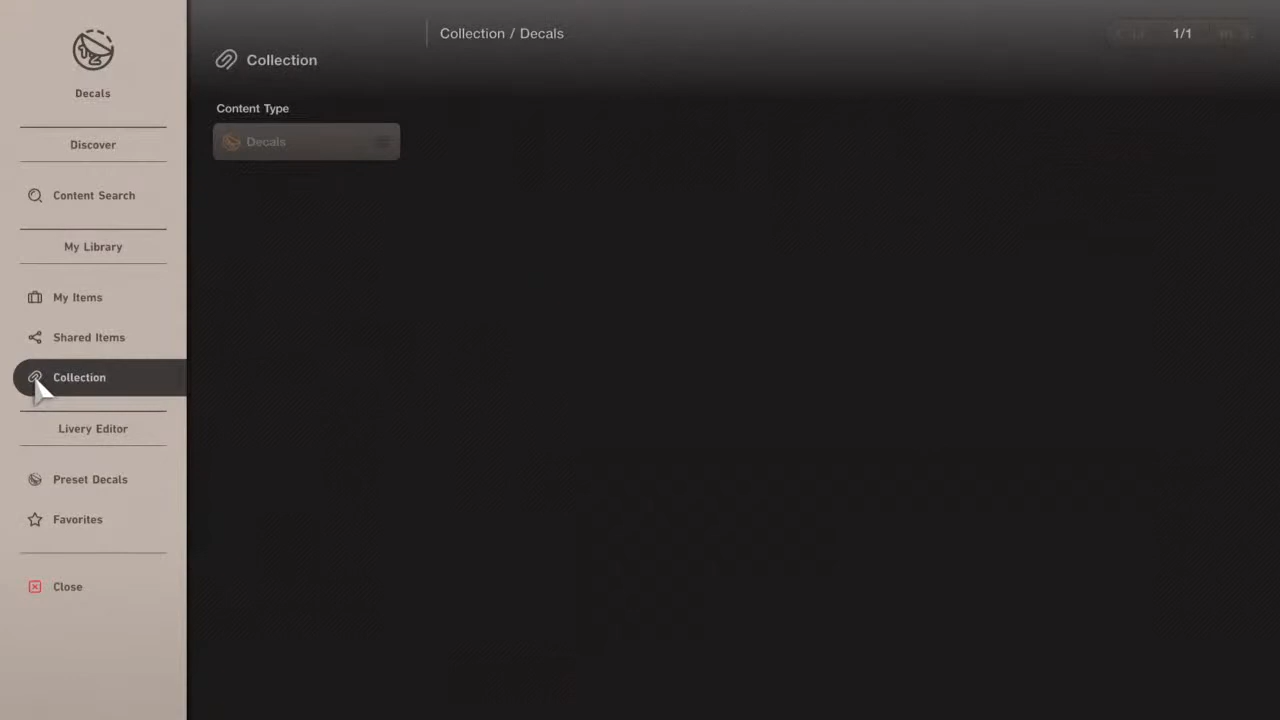 Decals
Discover
Content Search
My Library
My Items
Shared Items
Collection
Livery Editor
Preset Decals
Favorites
Close
Collection / Decals
1/1
Collection
Content Type
Decals